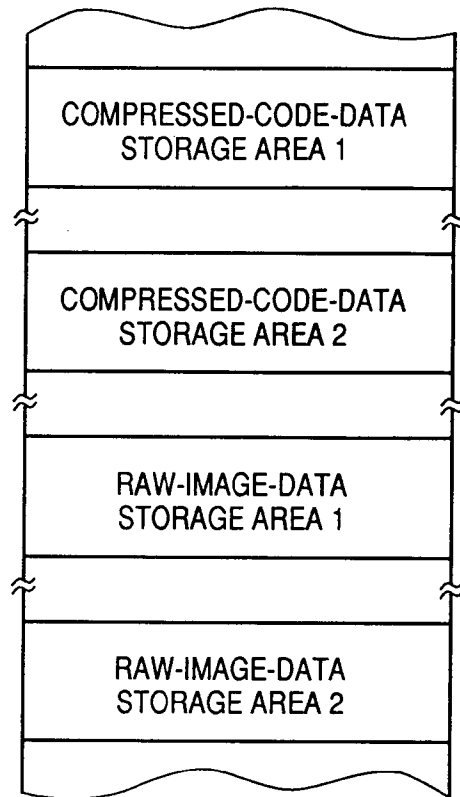 COMPRESSED-CODE-DATA
STORAGE AREA 1
COMPRESSED-CODE-DATA
STORAGE AREA 2
RAW-IMAGE-DATA
STORAGE AREA 1
RAW-IMAGE-DATA
STORAGE AREA 2